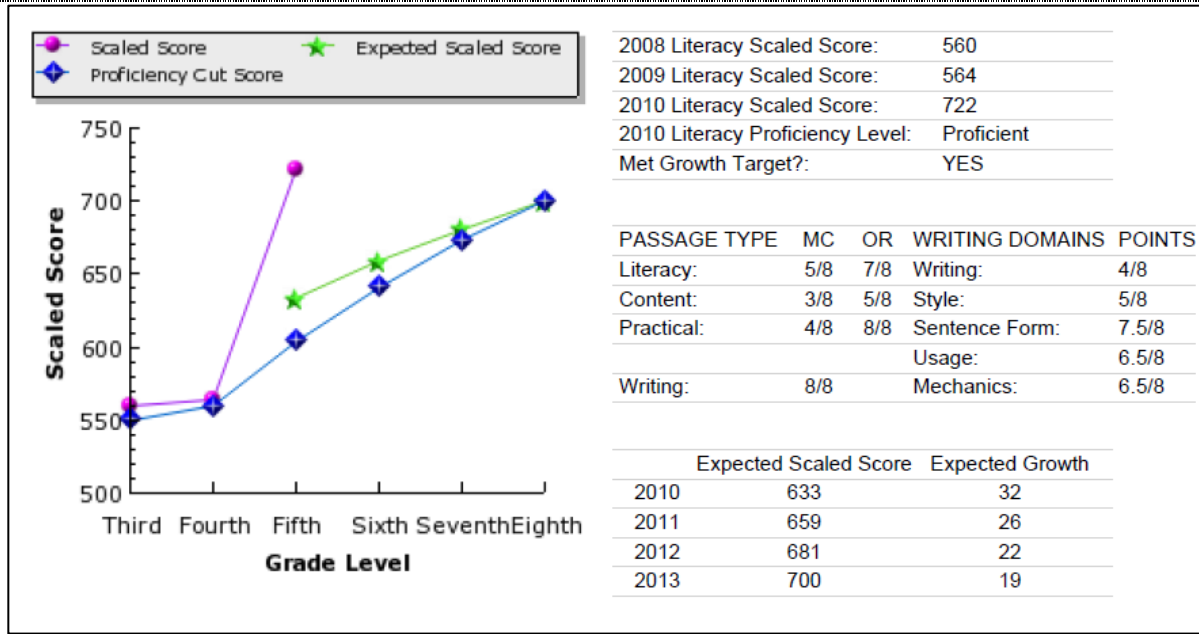 Scaled Score Expected Scaled Score
Proficiency Cut Score
750
700
650
600
550
500
Scaled Score
Third Fourth Fifth Sixth Seventh Eighth
Grade Level
2008 Literacy Scaled Score: 560
2009 Literacy Scaled Score: 564
2010 Literacy Scaled Score: 722
2010 Literacy Proficiency Level: Proficient
Met Growth Target?: YES
PASSAGE TYPE MC OR WRITING DOMAINS POINTS
Literacy: 5/8 7/8 Writing: 4/8
Content: 3/8 5/8 Style: 5/8
Practical: 4/8 8/8 Sentence Form: 7.5/8
Usage: 6.5/8
Writing: 8/8 Mechanics: 6.5/8
Expected Scaled Score Expected Growth
2010 633 32
2011 659 26
2012 681 22
2013 700 19